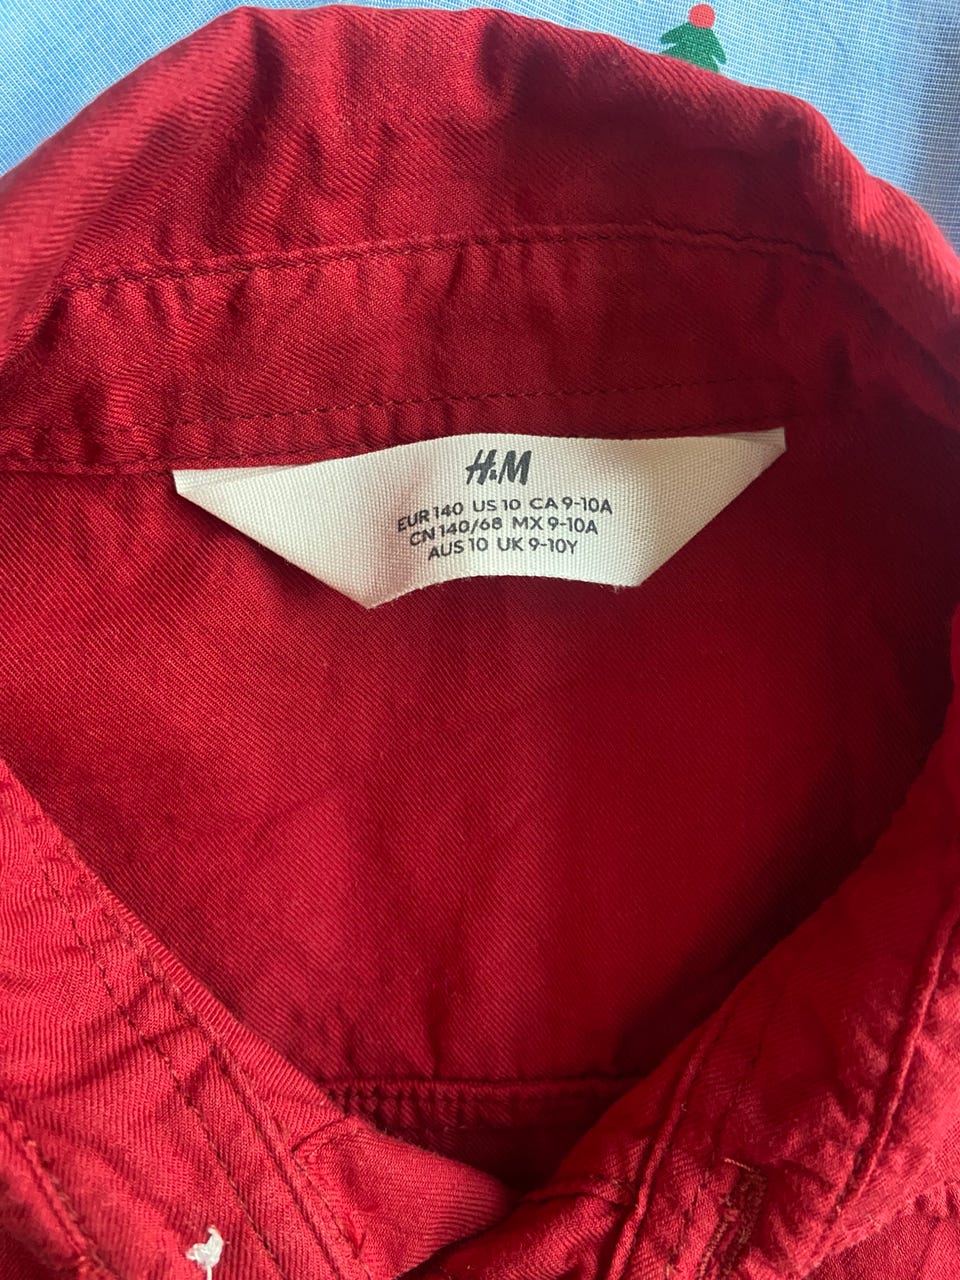 H&M
EUR 140 US 10 CA 9-10A
CN 140/68 MX 9-10A
AUS 10 UK 9-10Y